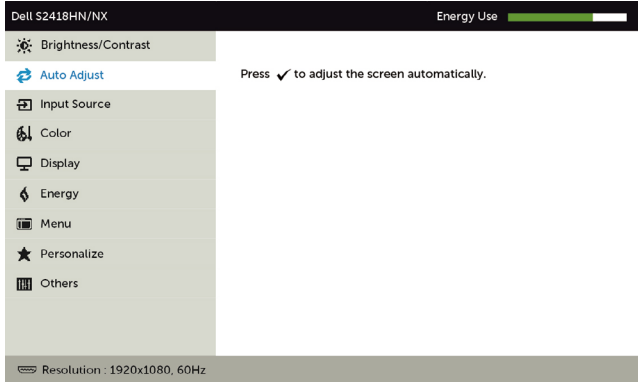 Dell S2418HN/NX
Energy Use
Brightness/Contrast
Auto Adjust
Press ✓ to adjust the screen automatically.
Input Source
Color
Display
Energy
Menu
Personalize
Others
Resolution : 1920x1080, 60Hz